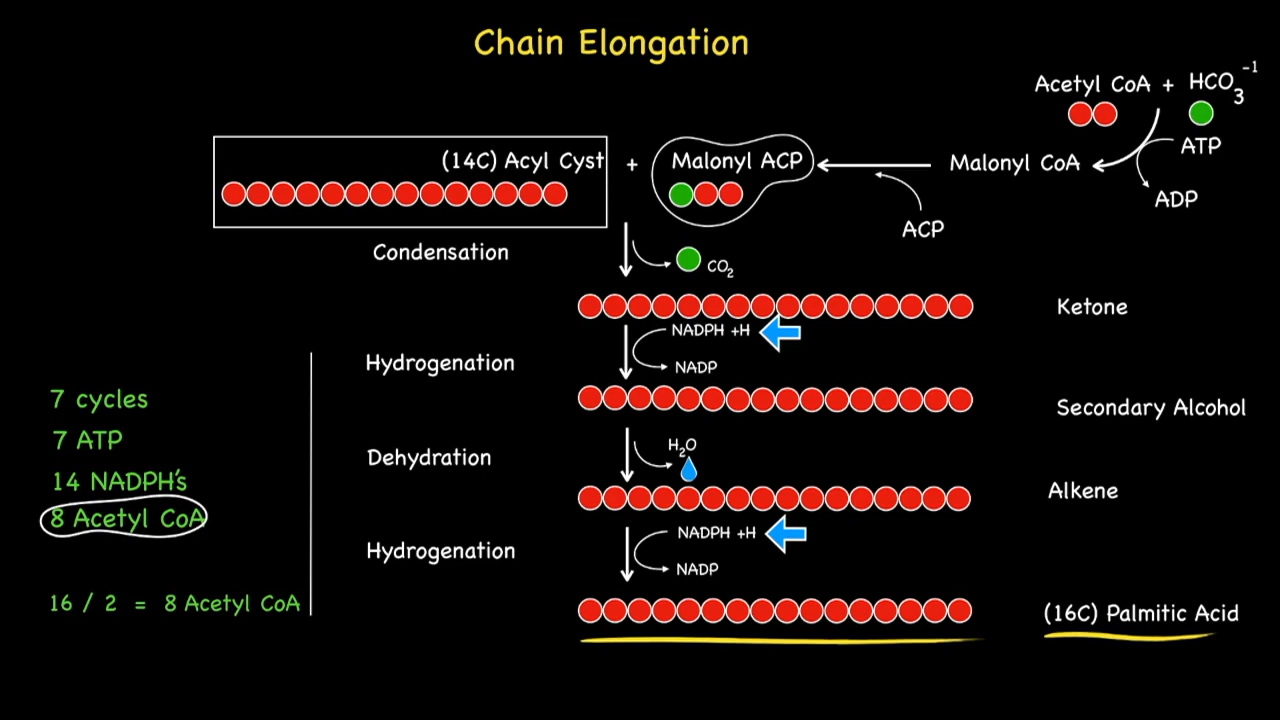 Chain Elongation
Acetyl CoA + HCO3-1
ATP
ADP
(14C) Acyl Cyst + Malonyl ACP
Malonyl CoA
ACP
Condensation
CO2
Ketone
NADPH +H
Hydrogenation
NADP
Secondary Alcohol
H2O
Dehydration
Alkene
NADPH +H
Hydrogenation
NADP
(16C) Palmitic Acid
7 cycles
7 ATP
14 NADPH's
8 Acetyl CoA
16 / 2 = 8 Acetyl CoA